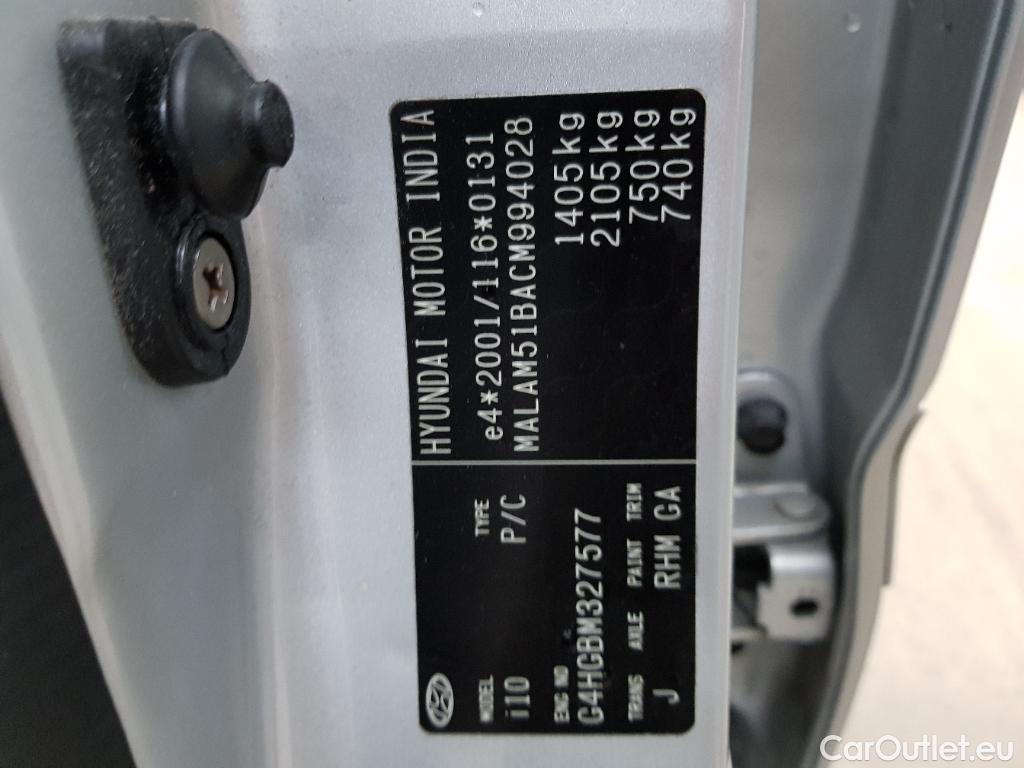 HYUNDAI MOTOR INDIA
e4*2001/116*0131
MALAM51BACM994028
1405kg
2105kg
750kg
740kg
MODEL TYPE
i10 P/C
ENG NO
G4HGBM327577
TRANS AXLE PAINT TRIM
J RHM GA
CarOutlet.eu